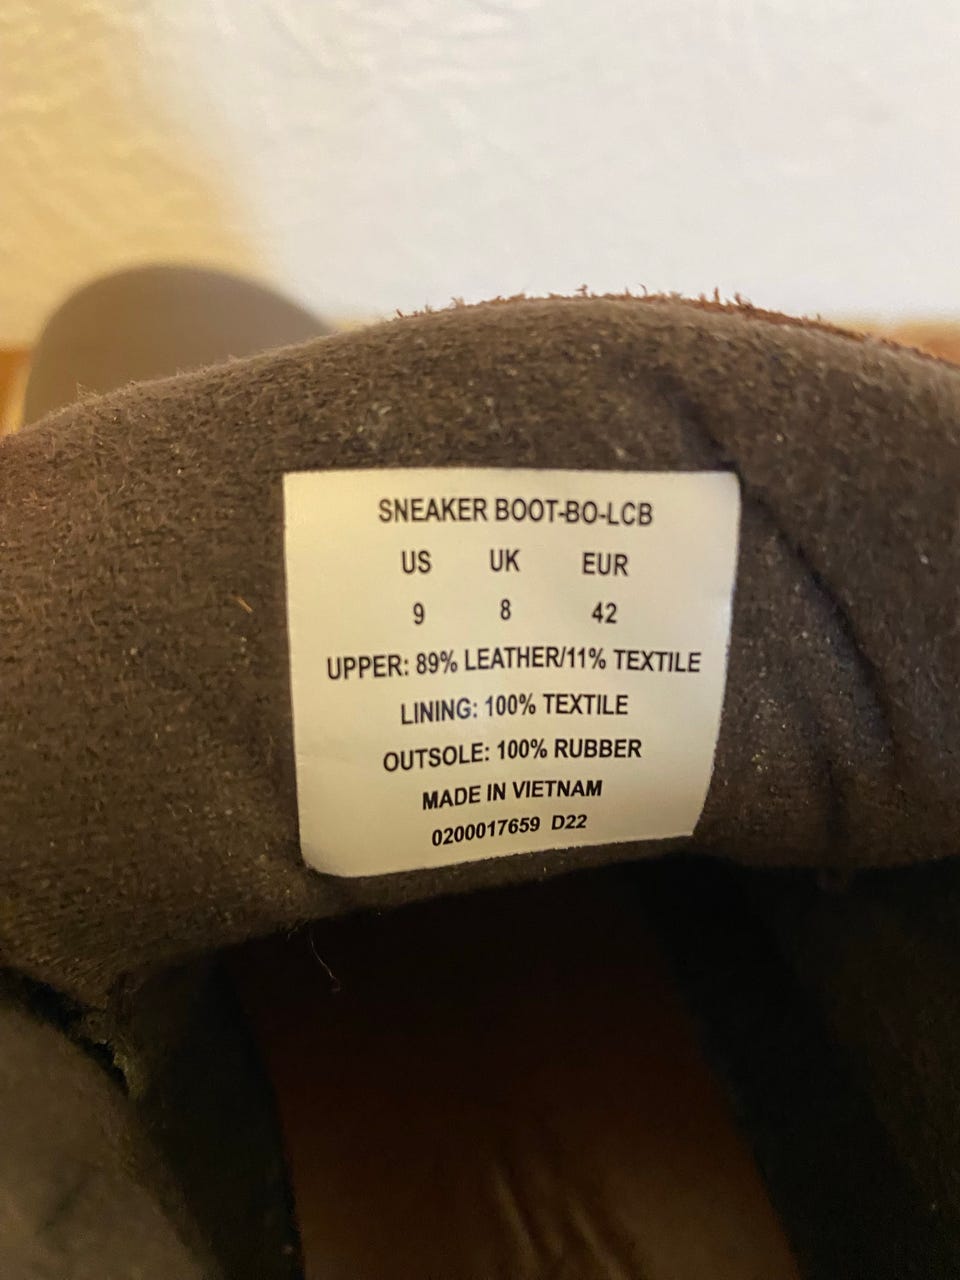 SNEAKER BOOT-BO-LCB
US UK EUR
9 8 42
UPPER: 89% LEATHER/11% TEXTILE
LINING: 100% TEXTILE
OUTSOLE: 100% RUBBER
MADE IN VIETNAM
0200017659 D22